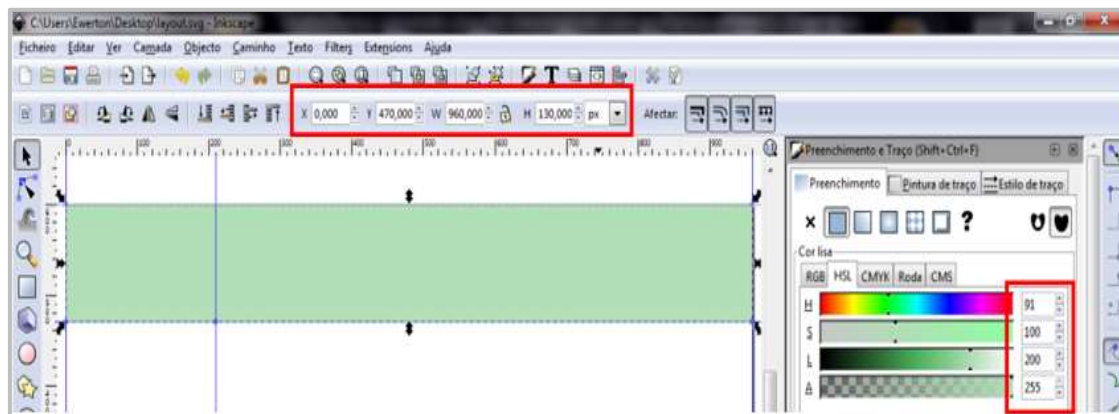 C:\Users\Ewerton\Desktop\layout.svg - Inkscape
Ficheiro Editar Ver Camada Objecto Caminho Texto Filters Extensions Ajuda
X 0,000 Y 470,000 W 960,000 H 130,000 px Afectar:
Preenchimento e Traço (Shift+Ctrl+F)
Preenchimento Pintura de traço Estilo de traço
?
Cor lisa
RGB HSL CMYK Roda CMS
H 91
S 100
L 200
A 255